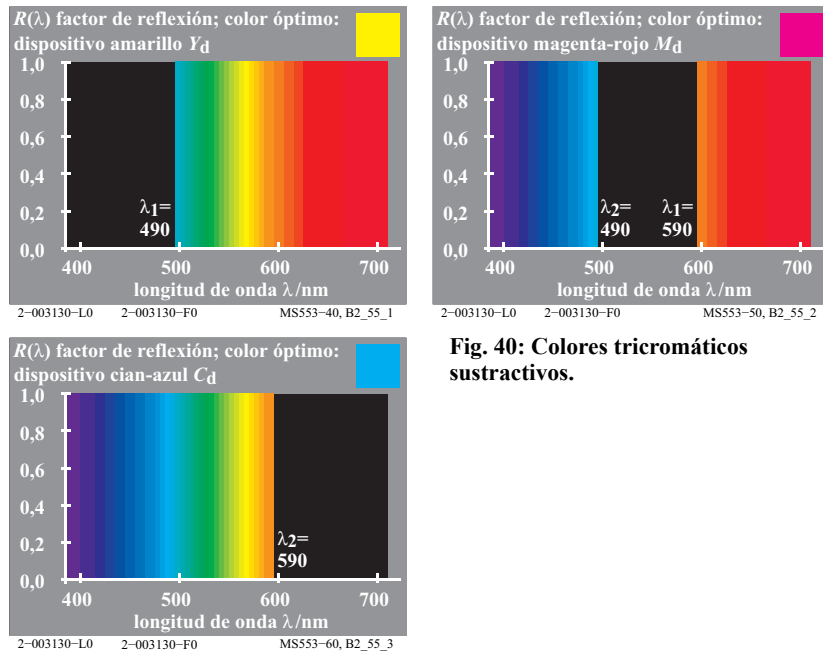 R(λ) factor de reflexión; color óptimo:
dispositivo amarillo Yd
1,0
0,8
0,6
0,4
0,2
0,0
λ1=
490
400 500 600 700
longitud de onda λ/nm
2−003130−L0 2−003130−F0 MS553−40, B2_55_1
R(λ) factor de reflexión; color óptimo:
dispositivo magenta-rojo Md
1,0
0,8
0,6
0,4
0,2
0,0
λ2= λ1=
490 590
400 500 600 700
longitud de onda λ/nm
2−003130−L0 2−003130−F0 MS553−50, B2_55_2
R(λ) factor de reflexión; color óptimo:
dispositivo cian-azul Cd
1,0
0,8
0,6
0,4
0,2
0,0
λ2=
590
400 500 600 700
longitud de onda λ/nm
2−003130−L0 2−003130−F0 MS553−60, B2_55_3
Fig. 40: Colores tricromáticos
sustractivos.